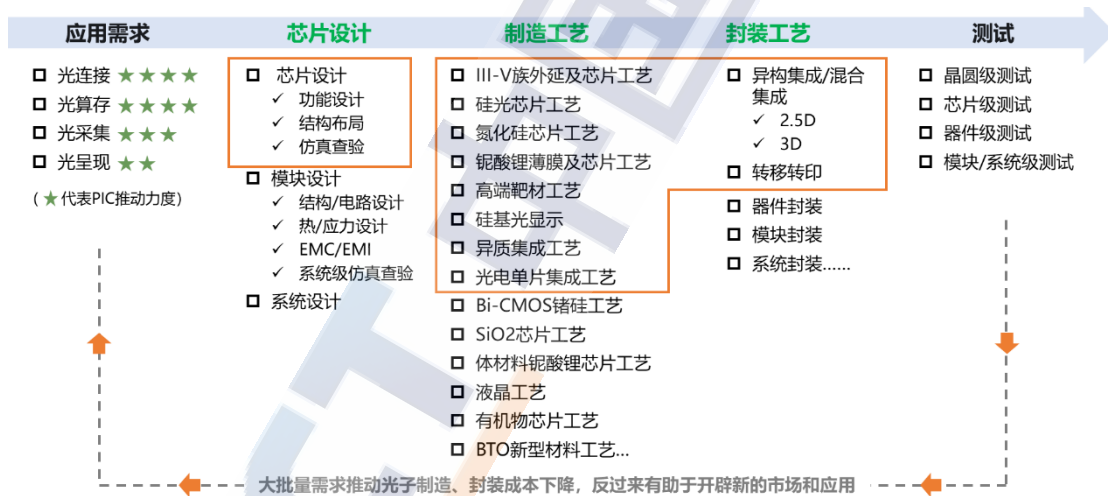 应用需求
芯片设计
制造工艺
封装工艺
测试
光连接 ★★★★
光算存 ★★★★
光采集 ★★★
光呈现 ★★
(★代表PIC推动力度)
芯片设计
✓ 功能设计
✓ 结构布局
✓ 仿真查验
模块设计
✓ 结构/电路设计
✓ 热/应力设计
✓ EMC/EMI
✓ 系统级仿真查验
系统设计
III-V族外延及芯片工艺
硅光芯片工艺
氮化硅芯片工艺
铌酸锂薄膜及芯片工艺
高端靶材工艺
硅基光显示
异质集成工艺
光电单片集成工艺
Bi-CMOS锗硅工艺
SiO2芯片工艺
体材料铌酸锂芯片工艺
液晶工艺
有机物芯片工艺
BTO新型材料工艺...
异构集成/混合
集成
✓ 2.5D
✓ 3D
转移转印
器件封装
模块封装
系统封装......
晶圆级测试
芯片级测试
器件级测试
模块/系统级测试
大批量需求推动光子制造、封装成本下降，反过来有助于开辟新的市场和应用